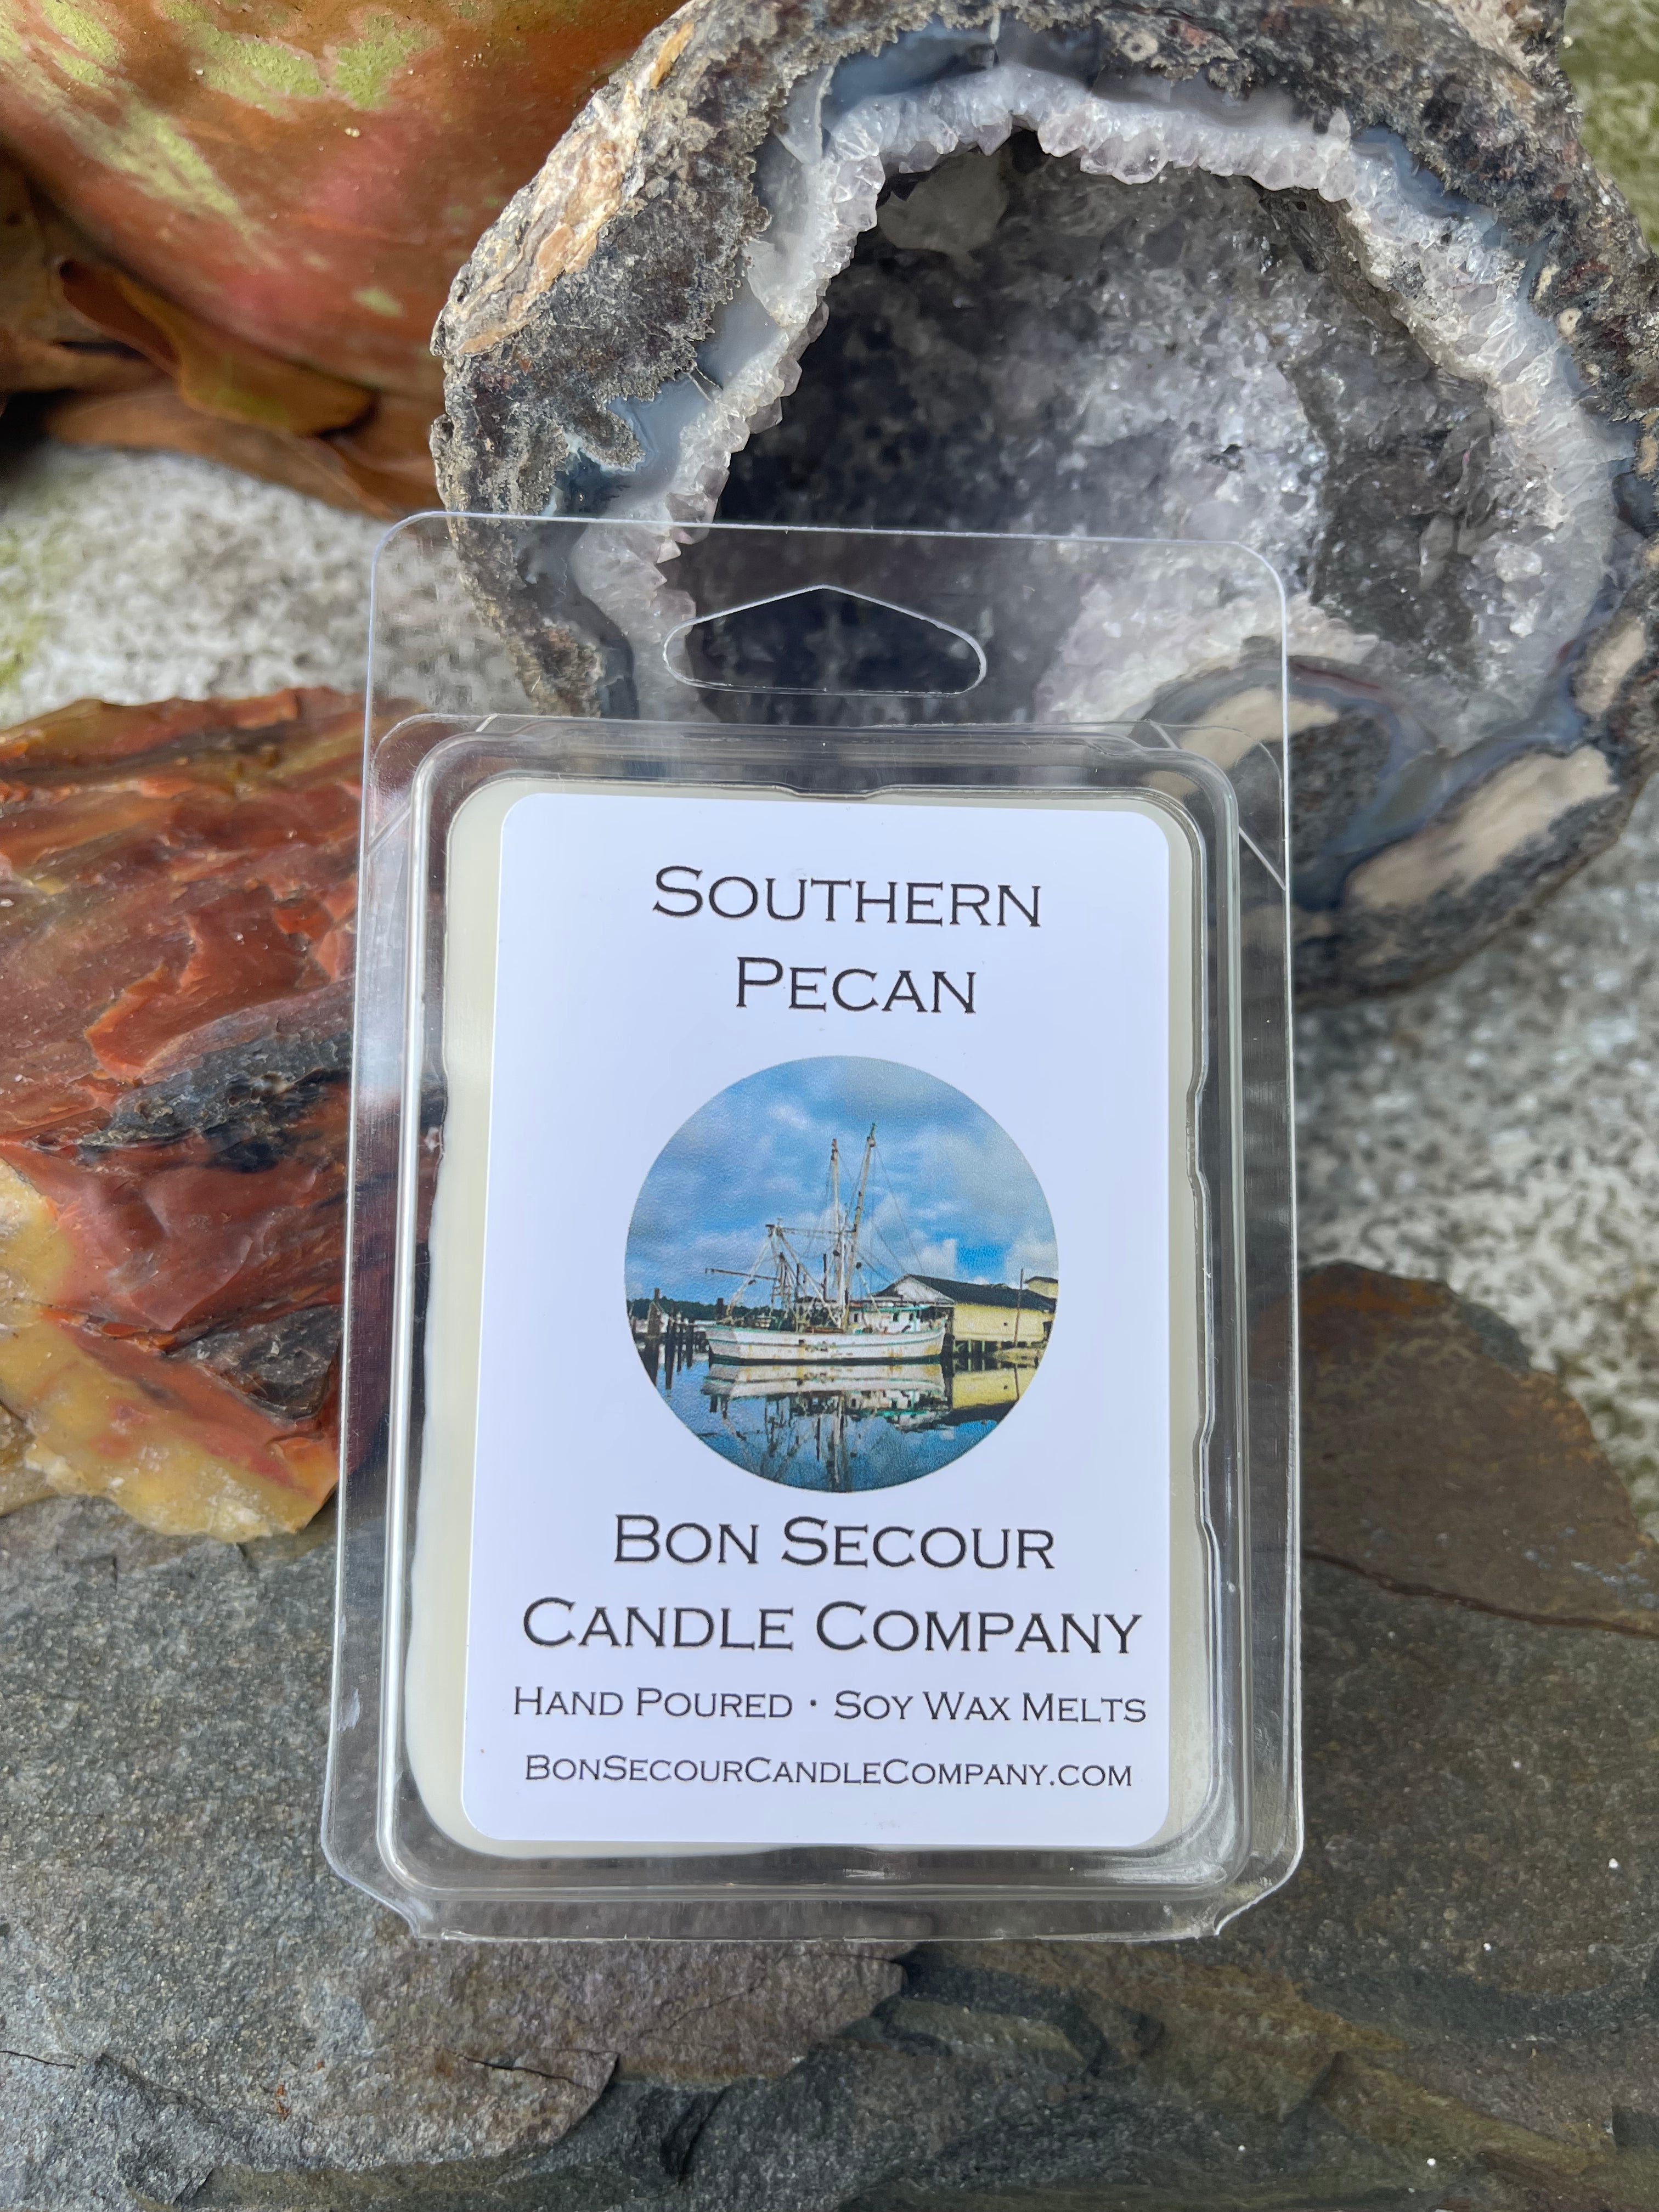 SOUTHERN
PECAN
BON SECOUR
CANDLE COMPANY
HAND POURED • SOY WAX MELTS
BONSECOURCANDLECOMPANY.COM